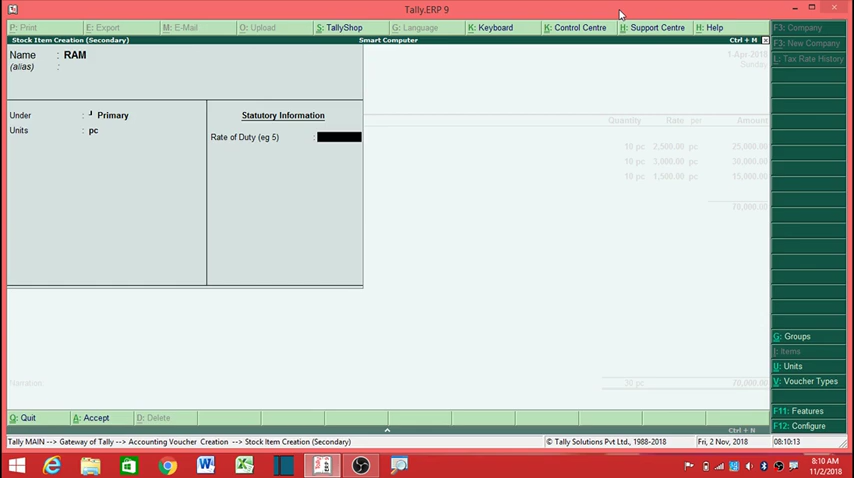 Tally.ERP 9
P: Print E: Export M: E-Mail O: Upload S: TallyShop G: Language K: Keyboard K: Control Centre H: Support Centre H: Help
F3: Company
Stock Item Creation (Secondary) Smart Computer Ctrl + M
F3: New Company
Name : RAM
1-Apr-2018
L: Tax Rate History
(alias) :
Sunday
Under : Primary
Statutory Information
Quantity Rate per Amount
Units : pc
Rate of Duty (eg 5) :
10 pc 2,500.00 pc 25,000.00
10 pc 3,000.00 pc 30,000.00
10 pc 1,500.00 pc 15,000.00
70,000.00
G: Groups
I: Items
U: Units
V: Voucher Types
Narration 30 pc 70,000.00
F11: Features
Q: Quit A: Accept D: Delete
F12: Configure
Ctrl + N
Tally MAIN --> Gateway of Tally --> Accounting Voucher Creation --> Stock Item Creation (Secondary) © Tally Solutions Pvt Ltd., 1988-2018 Fri, 2 Nov, 2018 08:10:13
8:10 AM
11/2/2018